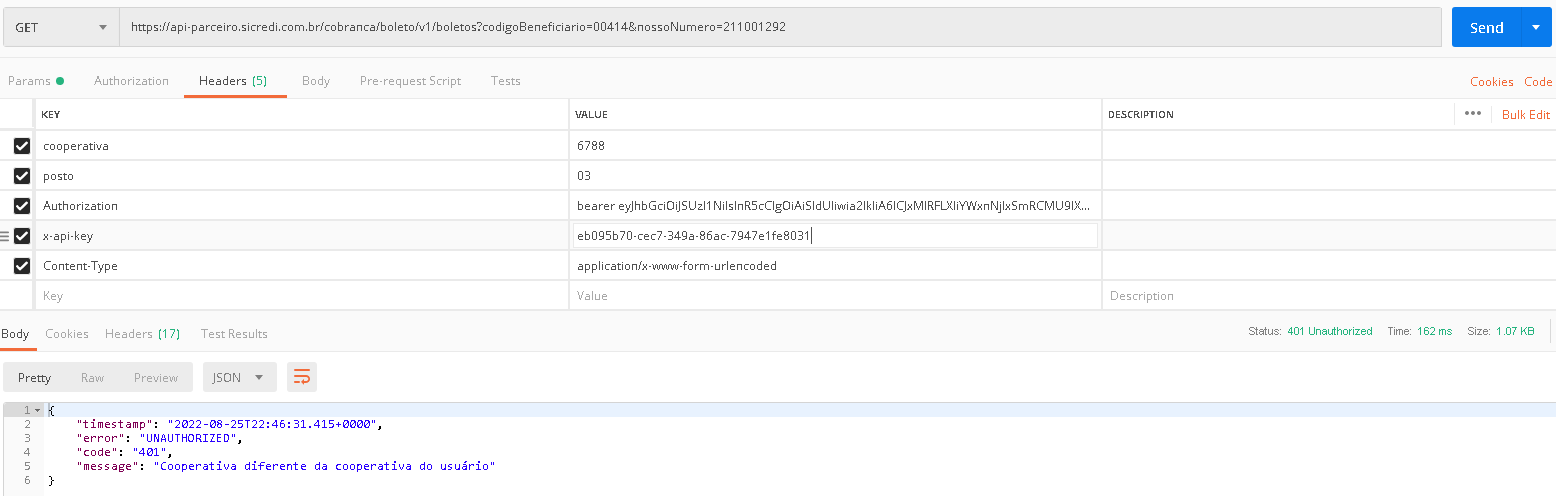 GET https://api-parceiro.sicredi.com.br/cobranca/boleto/v1/boletos?codigoBeneficiario=00414&nossoNumero=211001292 Send
Params Authorization Headers (5) Body Pre-request Script Tests Cookies Code
KEY VALUE DESCRIPTION ••• Bulk Edit
cooperativa 6788
posto 03
Authorization bearer
x-api-key eb095b70-cec7-349a-86ac-7947e1fe8031
Content-Type application/x-www-form-urlencoded
Key Value Description
Body Cookies Headers (17) Test Results Status: 401 Unauthorized Time: 162 ms Size: 1.07 KB
Pretty Raw Preview JSON
1 {
2 "timestamp": "2022-08-25T22:46:31.415+0000",
3 "error": "UNAUTHORIZED",
4 "code": "401",
5 "message": "Cooperativa diferente da cooperativa do usuário"
6 }